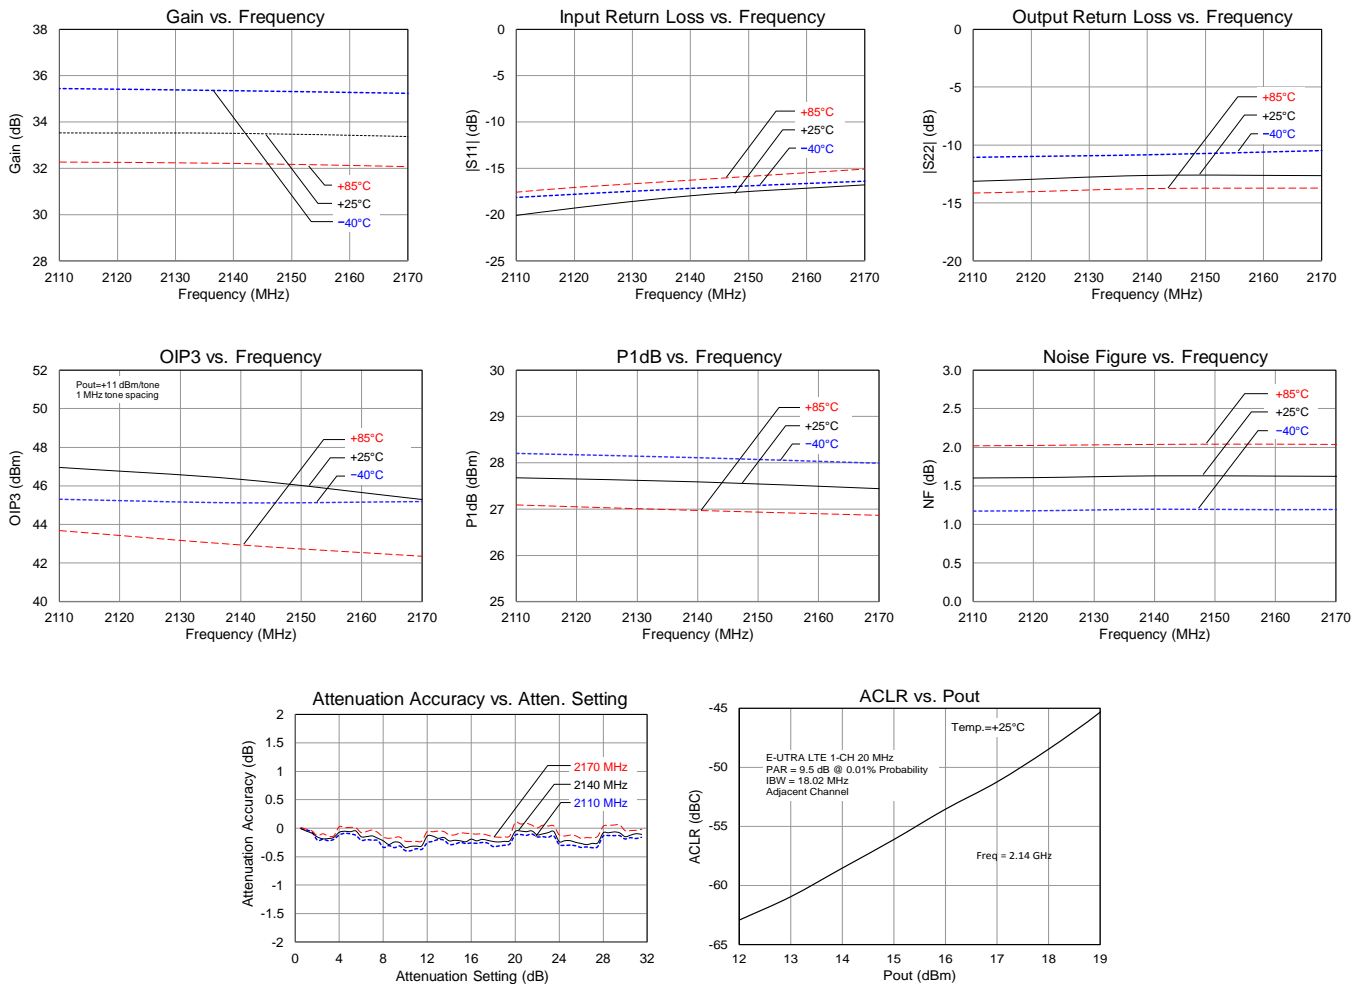 Gain vs. Frequency
38
36
34
32
30
28
Gain (dB)
+85°C
+25°C
−40°C
2110 2120 2130 2140 2150 2160 2170
Frequency (MHz)
Input Return Loss vs. Frequency
0
-5
-10
-15
-20
-25
|S11| (dB)
+85°C
+25°C
−40°C
2110 2120 2130 2140 2150 2160 2170
Frequency (MHz)
Output Return Loss vs. Frequency
0
-5
-10
-15
-20
|S22| (dB)
+85°C
+25°C
−40°C
2110 2120 2130 2140 2150 2160 2170
Frequency (MHz)
OIP3 vs. Frequency
52
50
48
46
44
42
40
OIP3 (dBm)
Pout=+11 dBm/tone
1 MHz tone spacing
+85°C
+25°C
−40°C
2110 2120 2130 2140 2150 2160 2170
Frequency (MHz)
P1dB vs. Frequency
30
29
28
27
26
25
P1dB (dBm)
+85°C
+25°C
−40°C
2110 2120 2130 2140 2150 2160 2170
Frequency (MHz)
Noise Figure vs. Frequency
3.0
2.5
2.0
1.5
1.0
0.5
0.0
NF (dB)
+85°C
+25°C
−40°C
2110 2120 2130 2140 2150 2160 2170
Frequency (MHz)
Attenuation Accuracy vs. Atten. Setting
2
1.5
1
0.5
0
-0.5
-1
-1.5
-2
Attenuation Accuracy (dB)
2170 MHz
2140 MHz
2110 MHz
0 4 8 12 16 20 24 28 32
Attenuation Setting (dB)
ACLR vs. Pout
-45
-50
-55
-60
-65
ACLR (dBC)
Temp.=+25°C
E-UTRA LTE 1-CH 20 MHz
PAR = 9.5 dB @ 0.01% Probability
IBW = 18.02 MHz
Adjacent Channel
Freq = 2.14 GHz
12 13 14 15 16 17 18 19
Pout (dBm)